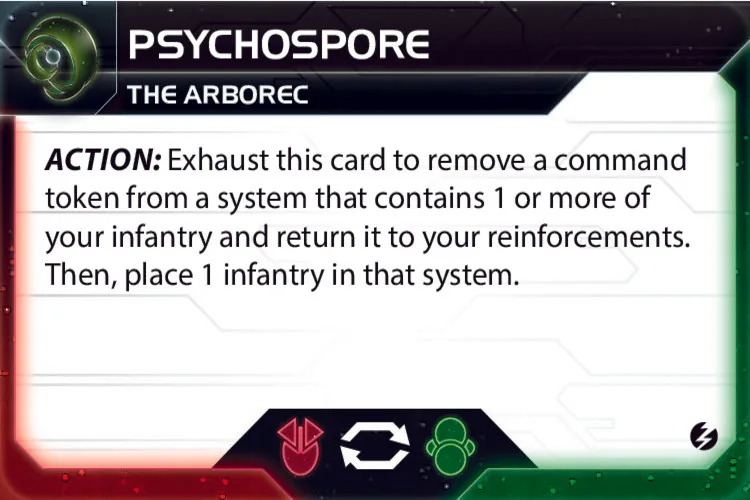 PSYCHOSPORE
THE ARBOREC
ACTION: Exhaust this card to remove a command
token from a system that contains 1 or more of
your infantry and return it to your reinforcements.
Then, place 1 infantry in that system.